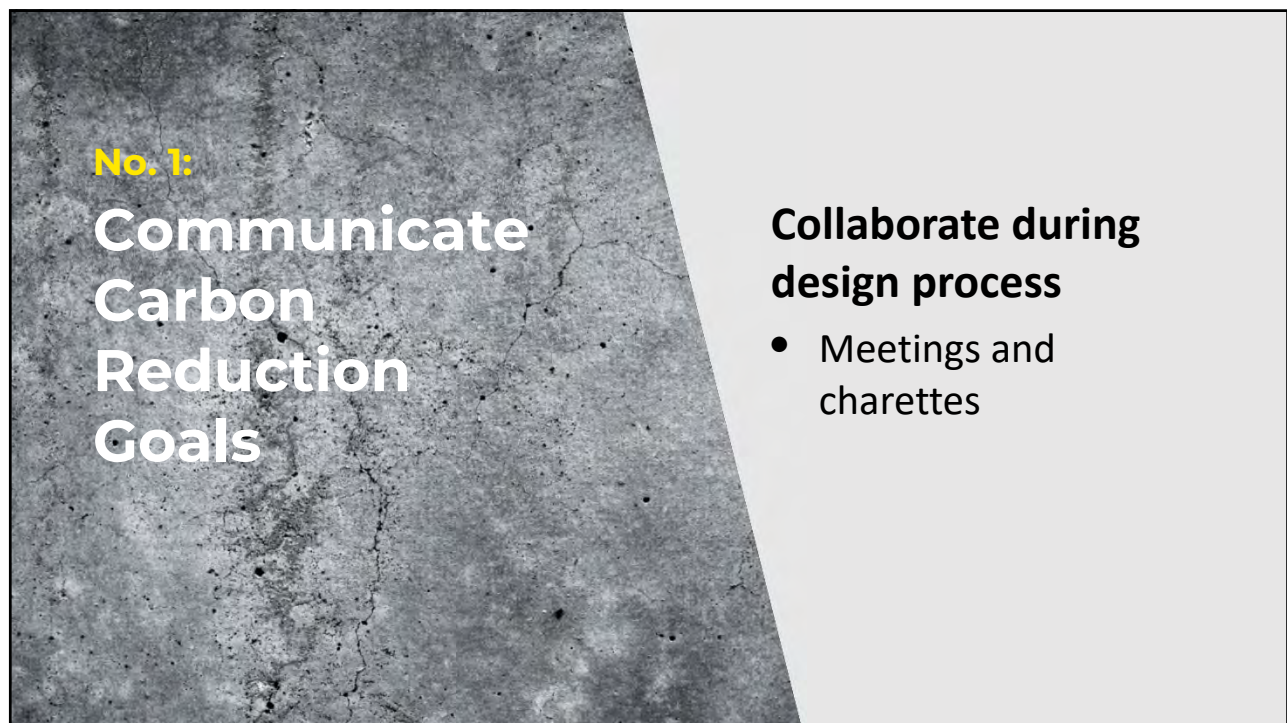 No. 1:
Communicate
Carbon
Reduction
Goals
Collaborate during
design process
• Meetings and
charettes